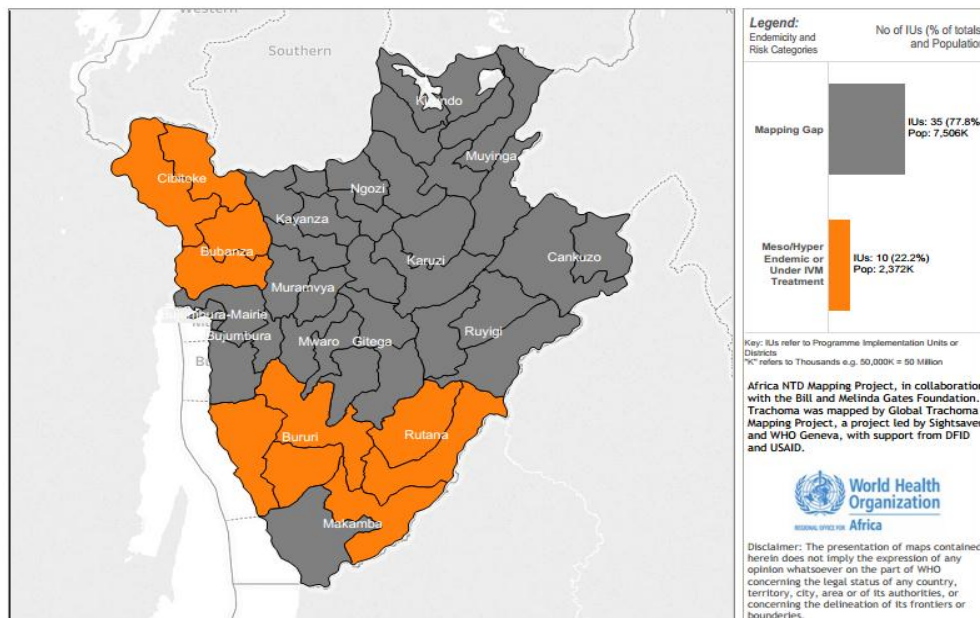 Western
Southern
Kirundo
Muyinga
Cibitoke
Ngozi
Kayanza
Bubanza
Karuzi
Cankuzo
Muramvya
Bujumbura-Mairie
Bujumbura
Mwaro
Gitega
Ruyigi
Bururi
Rutana
Makamba
Legend:
Endemicity and
Risk Categories
No of IUs (% of totals
and Population
Mapping Gap
IUs: 35 (77.8%
Pop: 7,506K
Meso/Hyper
Endemic or
Under IVM
Treatment
IUs: 10 (22.2%)
Pop: 2,372K
Key: IUs refer to Programme Implementation Units or
Districts
"K" refers to Thousands e.g. 50,000K = 50 Million
Africa NTD Mapping Project, in collaboration
with the Bill and Melinda Gates Foundation.
Trachoma was mapped by Global Trachoma
Mapping Project, a project led by Sightsaver
and WHO Geneva, with support from DFID
and USAID.
World Health
Organization
REGIONAL OFFICE FOR Africa
Disclaimer: The presentation of maps contained
herein does not imply the expression of any
opinion whatsoever on the part of WHO
concerning the legal status of any country,
territory, city, area or of its authorities, or
concerning the delineation of its frontiers or
bounderies.